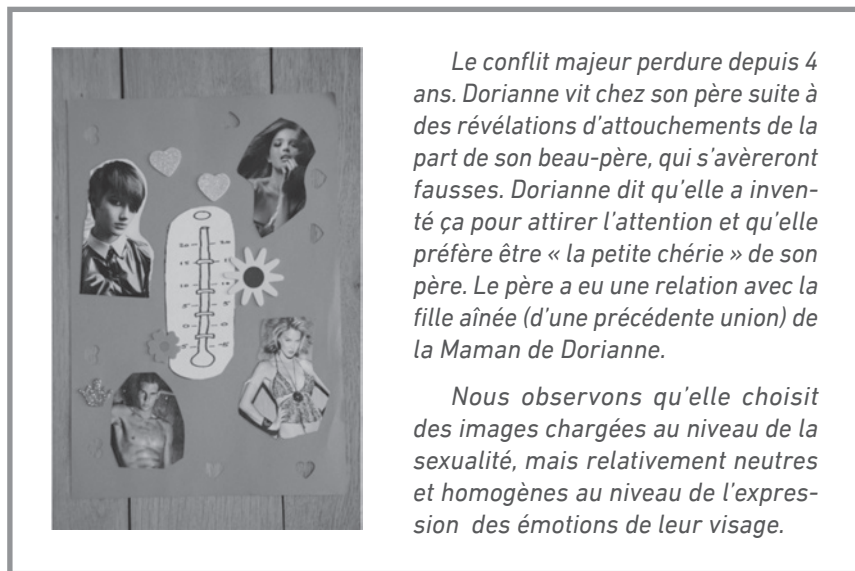 Le conflit majeur perdure depuis 4
ans. Dorianne vit chez son père suite à
des révélations d’attouchements de la
part de son beau-père, qui s’avèreront
fausses. Dorianne dit qu’elle a inven-
té ça pour attirer l’attention et qu’elle
préfère être « la petite chérie » de son
père. Le père a eu une relation avec la
fille aînée (d’une précédente union) de
la Maman de Dorianne.
Nous observons qu’elle choisit
des images chargées au niveau de la
sexualité, mais relativement neutres
et homogènes au niveau de l’expres-
sion des émotions de leur visage.